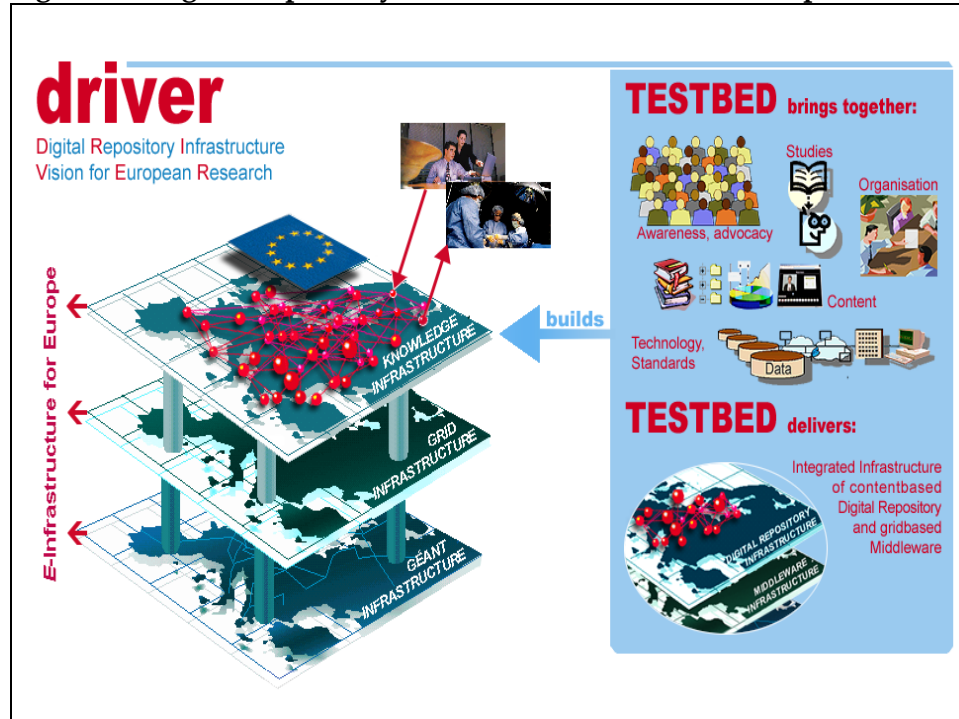 driver
Digital Repository Infrastructure
Vision for European Research
E-Infrastructure for Europe
KNOWLEDGE
INFRASTRUCTURE
GRID
INFRASTRUCTURE
GÉANT
INFRASTRUCTURE
builds
TESTBED brings together:
Studies
Organisation
Awareness, advocacy
Content
Technology,
Standards
Data
TESTBED delivers:
Integrated Infrastructure
of contentbased
Digital Repository
and gridbased
Middleware
DIGITAL REPOSITORY
INFRASTRUCTURE
MIDDLEWARE
INFRASTRUCTURE